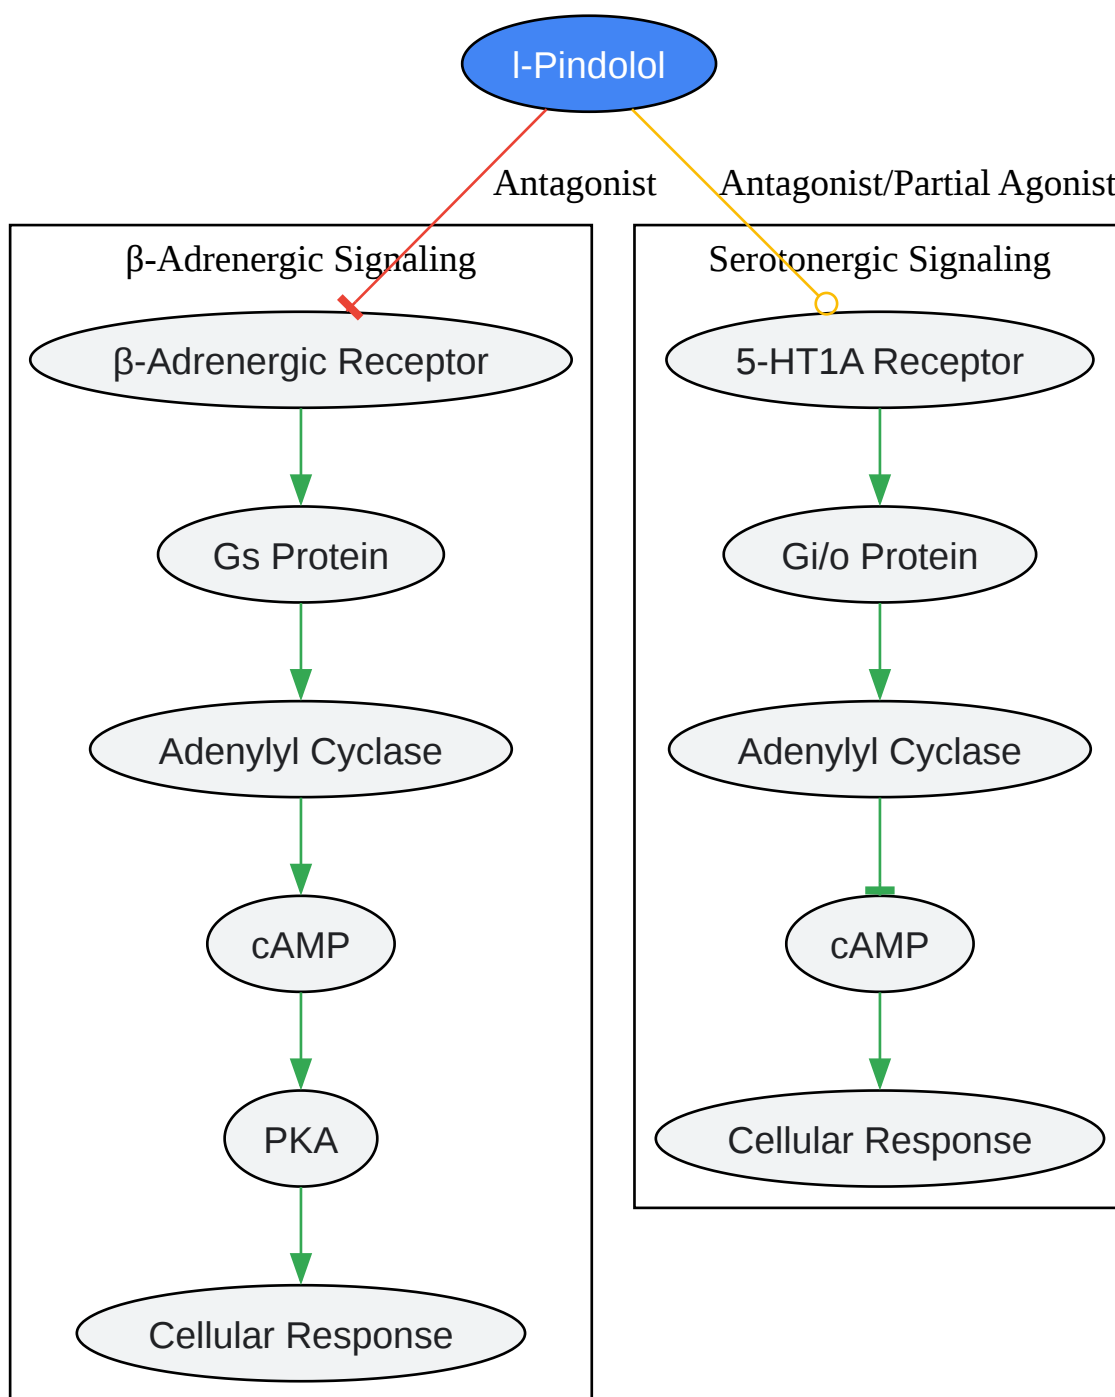 l-Pindolol
Antagonist
Antagonist/Partial Agonist
β-Adrenergic Signaling
β-Adrenergic Receptor
Gs Protein
Adenylyl Cyclase
cAMP
PKA
Cellular Response
Serotonergic Signaling
5-HT1A Receptor
Gi/o Protein
Adenylyl Cyclase
cAMP
Cellular Response